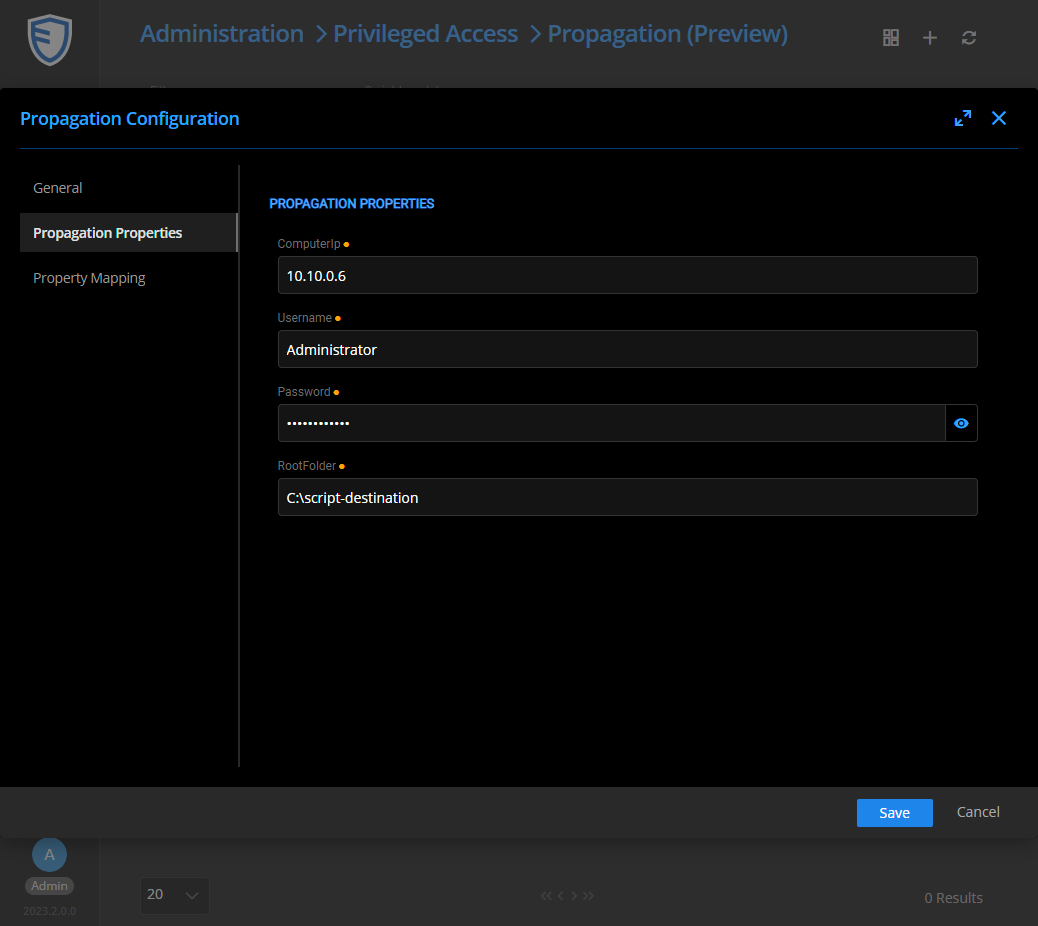 Administration > Privileged Access > Propagation (Preview)
Propagation Configuration
General
Propagation Properties
Property Mapping
PROPAGATION PROPERTIES
ComputerIp
10.10.0.6
Username
Administrator
Password
••••••••••••
RootFolder
C:\script-destination
Save
Cancel
A
Admin
2023.2.0.0
20
0 Results